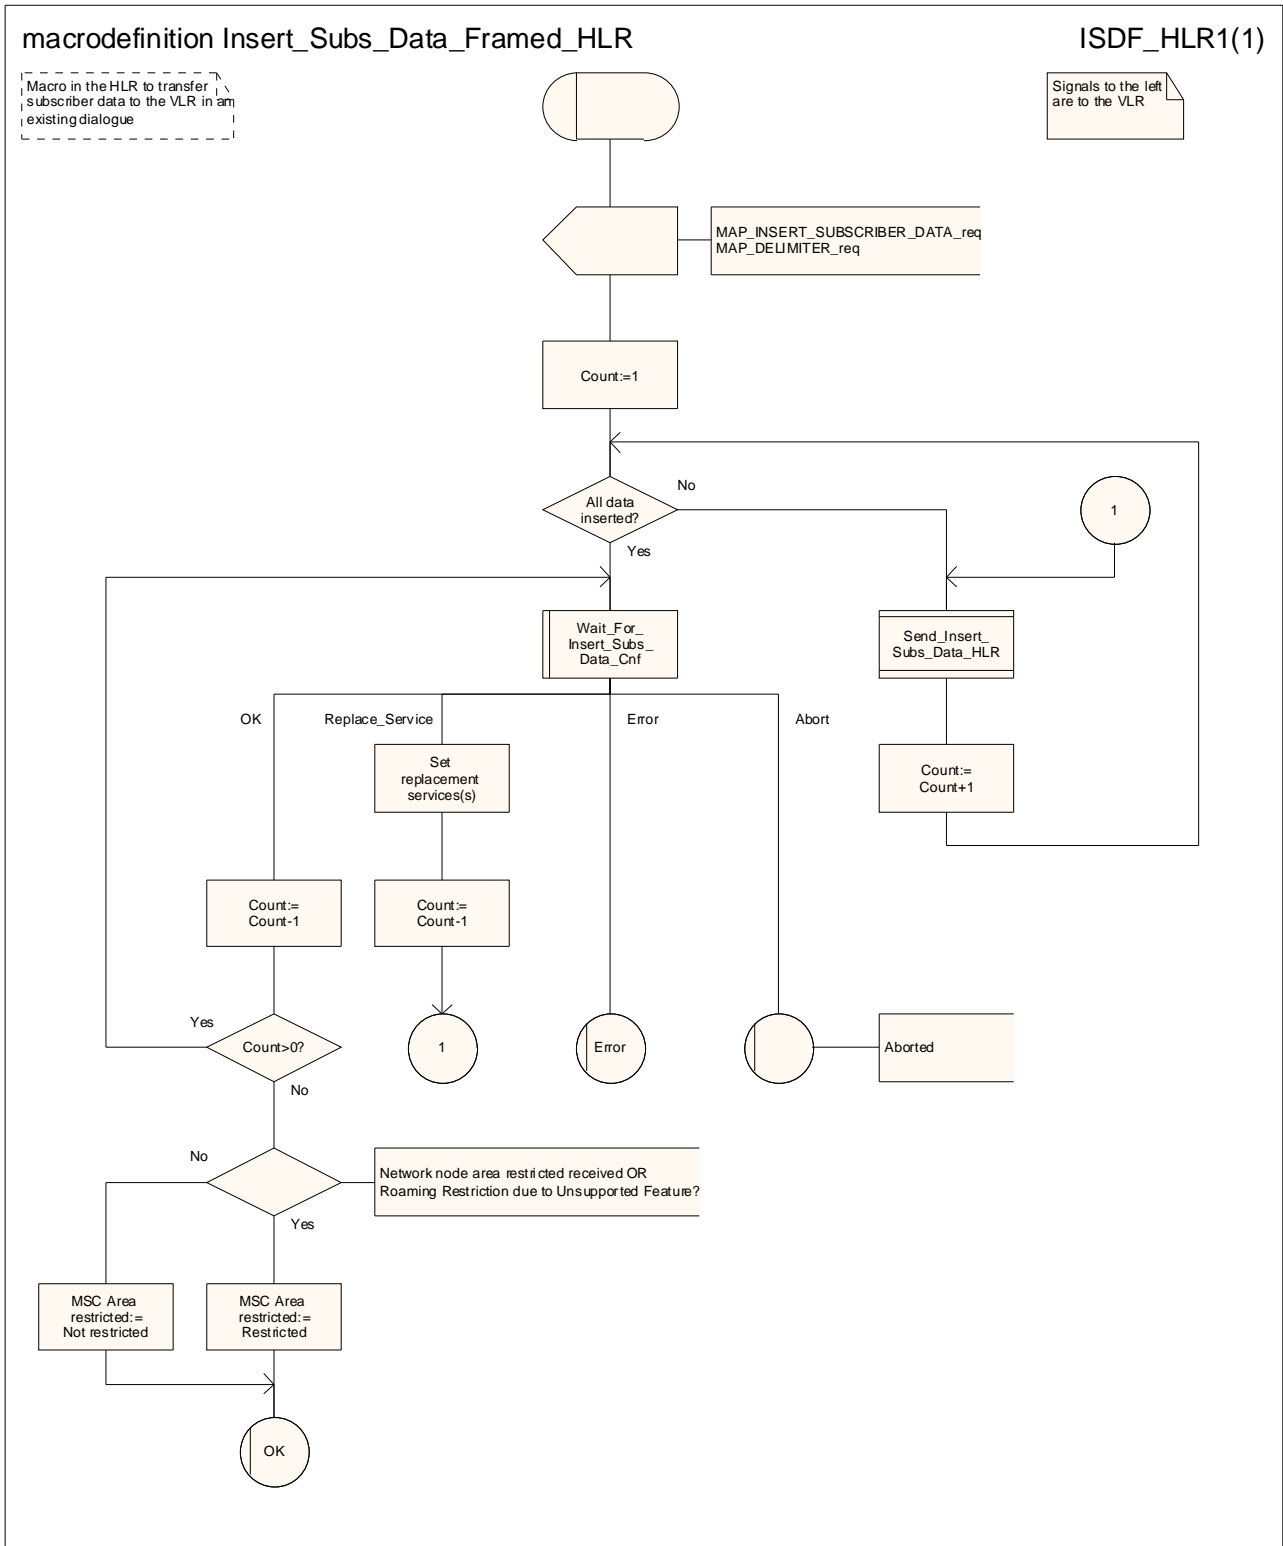 macrodefinition Insert_Subs_Data_Framed_HLR
ISDF_HLR1(1)
Macro in the HLR to transfer
subscriber data to the VLR in an
existing dialogue
Signals to the left
are to the VLR
MAP_INSERT_SUBSCRIBER_DATA_req
MAP_DELIMITER_req
Count:=1
All data
inserted?
No
1
Yes
Wait_For_
Insert_Subs_
Data_Cnf
Send_Insert_
Subs_Data_HLR
OK
Replace_Service
Error
Abort
Set
replacement
services(s)
Count:=
Count+1
Count:=
Count-1
Count:=
Count-1
Yes
Count>0?
1
Error
Aborted
No
No
Network node area restricted received OR
Roaming Restriction due to Unsupported Feature?
Yes
MSC Area
restricted:=
Not restricted
MSC Area
restricted:=
Restricted
OK